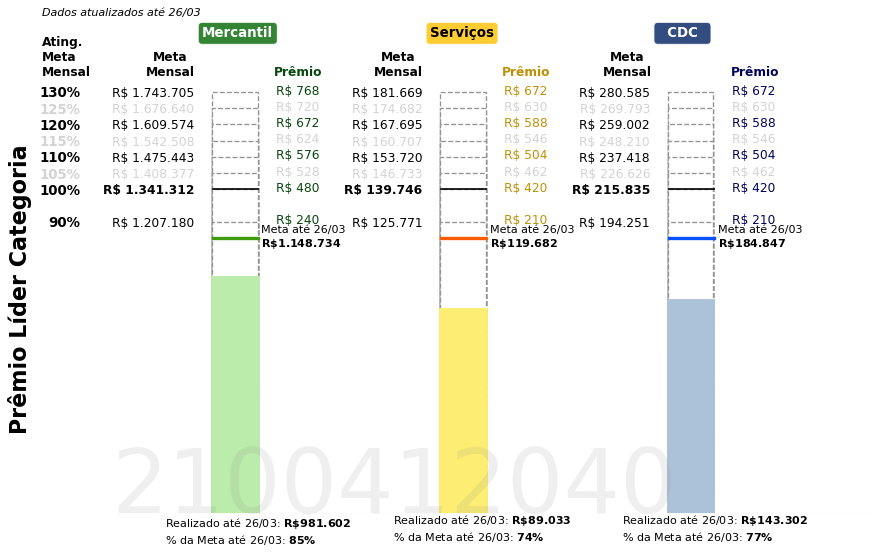 Dados atualizados até 26/03
Mercantil Serviços CDC
Ating.
Meta Meta Meta Meta
Mensal Mensal Prêmio Mensal Prêmio Mensal Prêmio
130% R$ 1.743.705 R$ 768 R$ 181.669 R$ 672 R$ 280.585 R$ 672
125% R$ 1.676.640 R$ 720 R$ 174.682 R$ 630 R$ 269.793 R$ 630
120% R$ 1.609.574 R$ 672 R$ 167.695 R$ 588 R$ 259.002 R$ 588
115% R$ 1.542.508 R$ 624 R$ 160.707 R$ 546 R$ 248.210 R$ 546
110% R$ 1.475.443 R$ 576 R$ 153.720 R$ 504 R$ 237.418 R$ 504
105% R$ 1.408.377 R$ 528 R$ 146.733 R$ 462 R$ 226.626 R$ 462
100% R$ 1.341.312 R$ 480 R$ 139.746 R$ 420 R$ 215.835 R$ 420
90% R$ 1.207.180 R$ 240 R$ 125.771 R$ 210 R$ 194.251 R$ 210
Meta até 26/03 Meta até 26/03 Meta até 26/03
R$1.148.734 R$119.682 R$184.847
Prêmio Líder Categoria
2100412040
Realizado até 26/03: R$981.602 Realizado até 26/03: R$89.033 Realizado até 26/03: R$143.302
% da Meta até 26/03: 85% % da Meta até 26/03: 74% % da Meta até 26/03: 77%